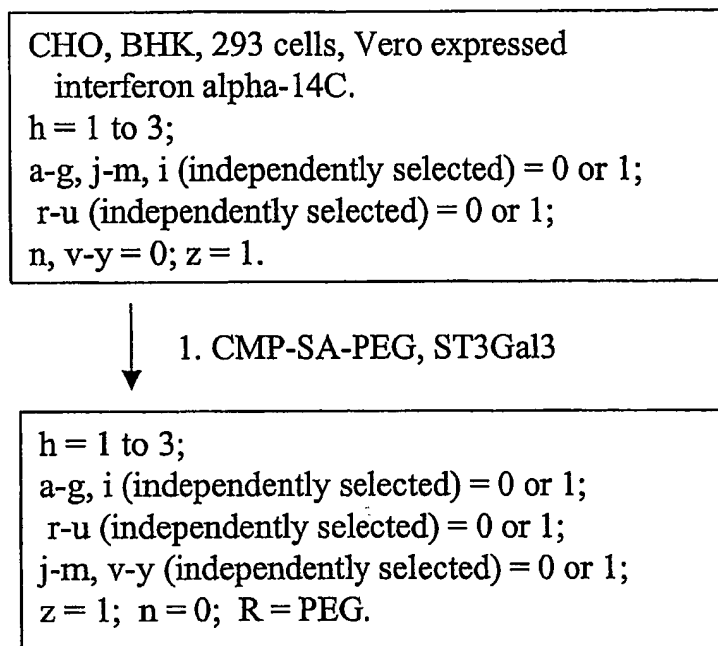 CHO, BHK, 293 cells, Vero expressed
interferon alpha-14C.
h = 1 to 3;
a-g, j-m, i (independently selected) = 0 or 1;
r-u (independently selected) = 0 or 1;
n, v-y = 0; z = 1.
1. CMP-SA-PEG, ST3Gal3
h = 1 to 3;
a-g, i (independently selected) = 0 or 1;
r-u (independently selected) = 0 or 1;
j-m, v-y (independently selected) = 0 or 1;
z = 1; n = 0; R = PEG.